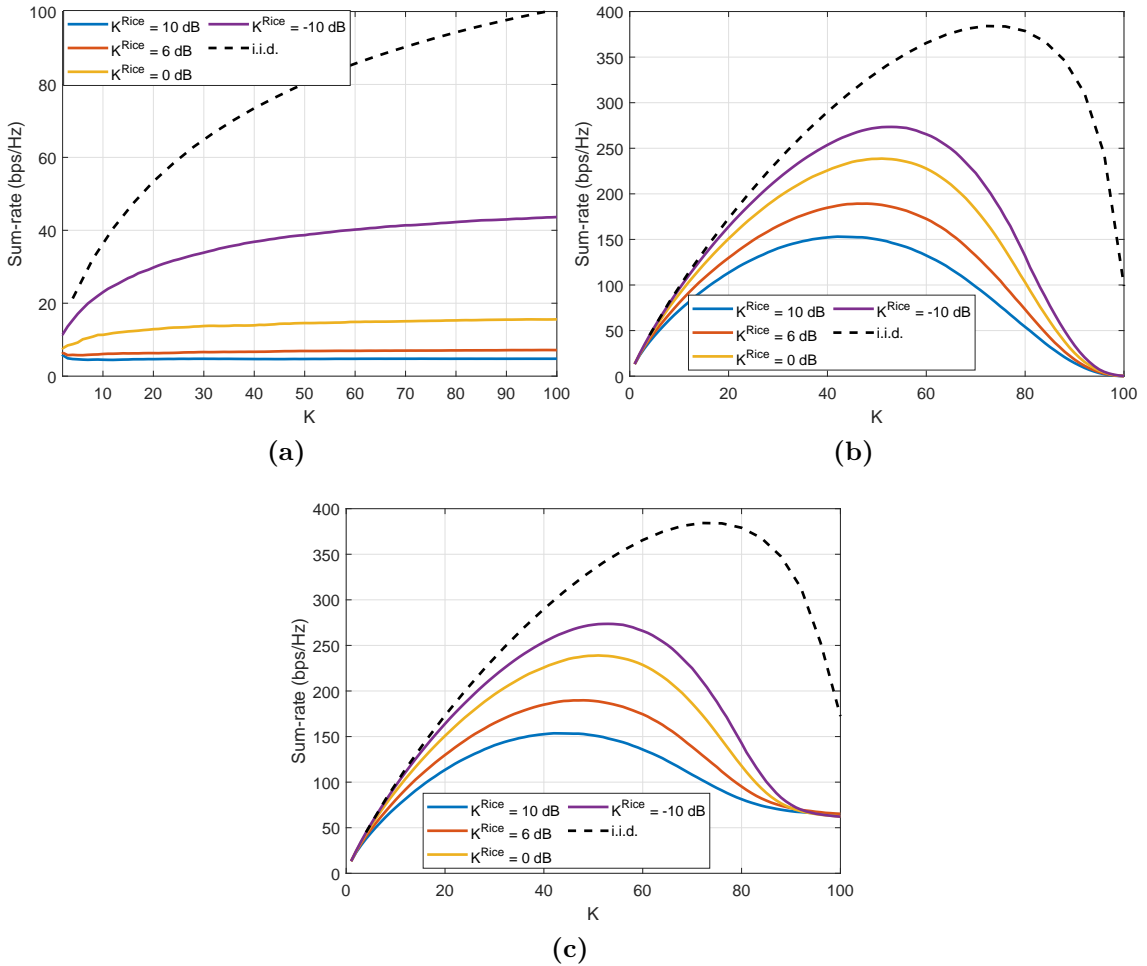 100
80
60
40
20
0
Sum-rate (bps/Hz)
K^Rice = 10 dB
K^Rice = 6 dB
K^Rice = 0 dB
K^Rice = -10 dB
i.i.d.
10 20 30 40 50 60 70 80 90 100
K
(a)
400
350
300
250
200
150
100
50
0
Sum-rate (bps/Hz)
K^Rice = 10 dB
K^Rice = 6 dB
K^Rice = 0 dB
K^Rice = -10 dB
i.i.d.
0 20 40 60 80 100
K
(b)
400
350
300
250
200
150
100
50
0
Sum-rate (bps/Hz)
K^Rice = 10 dB
K^Rice = 6 dB
K^Rice = 0 dB
K^Rice = -10 dB
i.i.d.
0 20 40 60 80 100
K
(c)